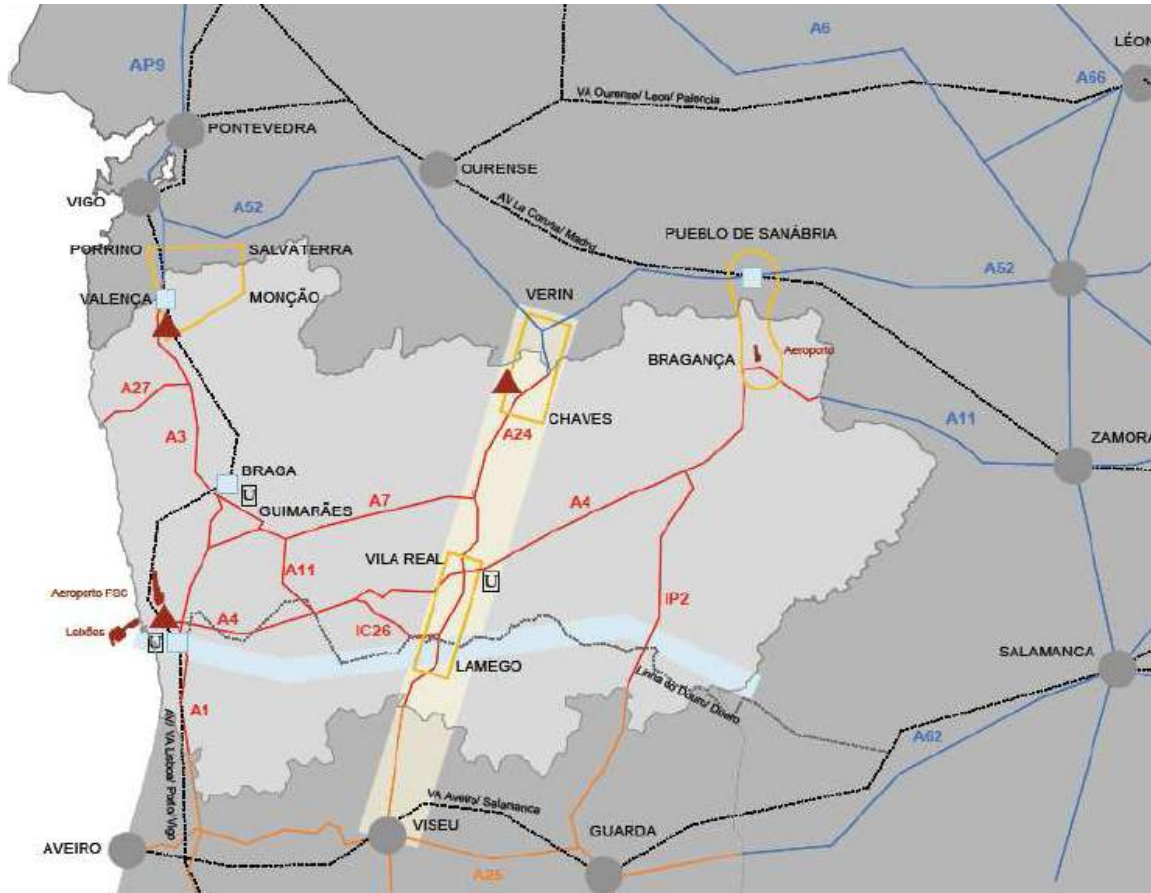 A6
LÉON
AP9
A66
VA Ourense/ Leon/ Palencia
PONTEVEDRA
OURENSE
VIGO
AV La Coruña/ Madrid
A52
PORRINO
SALVATERRA
PUEBLO DE SANÁBRIA
A52
VALENÇA
MONÇÃO
VERIN
BRAGANÇA
Aeroporto
A27
CHAVES
A11
A3
A24
ZAMORA
BRAGA
U
GUIMARÃES
A7
A4
VILA REAL
U
A11
Aeroporto FSC
IP2
A4
Leixões
IC26
U
LAMEGO
SALAMANCA
Linha do Douro/ Duero
A1
A62
AV/ VA Lisboa/ Porto/Vigo
VA Aveiro/ Salamanca
VISEU
GUARDA
AVEIRO
A25